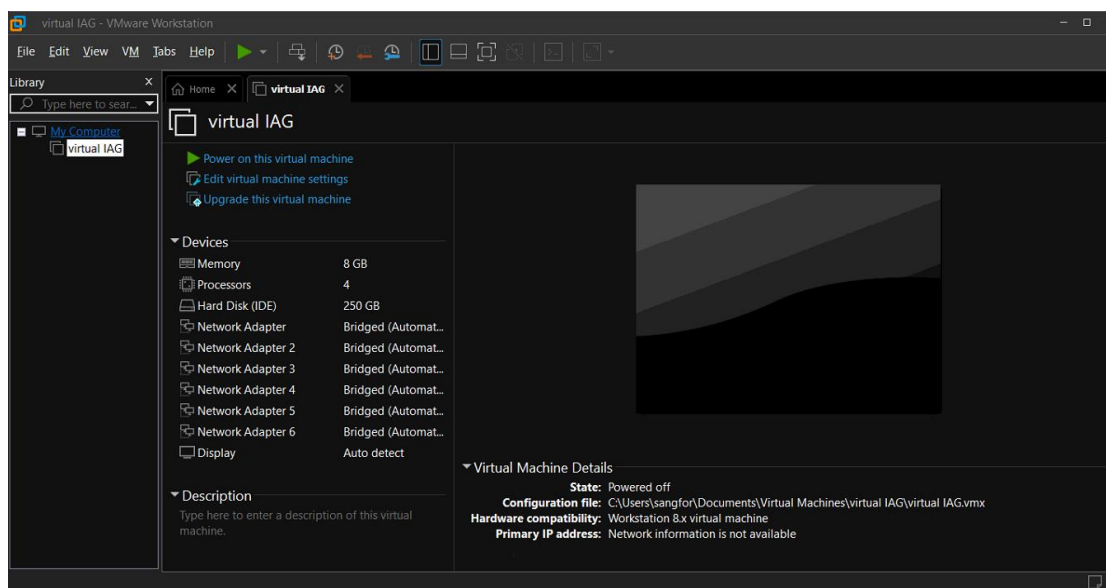 virtual IAG - VMware Workstation
File Edit View VM Tabs Help
Library X
Type here to sear...
My Computer
virtual IAG
Home
virtual IAG
virtual IAG
Power on this virtual machine
Edit virtual machine settings
Upgrade this virtual machine
Devices
Memory 8 GB
Processors 4
Hard Disk (IDE) 250 GB
Network Adapter Bridged (Automat...
Network Adapter 2 Bridged (Automat...
Network Adapter 3 Bridged (Automat...
Network Adapter 4 Bridged (Automat...
Network Adapter 5 Bridged (Automat...
Network Adapter 6 Bridged (Automat...
Display Auto detect
Description
Type here to enter a description of this virtual
machine.
Virtual Machine Details
State: Powered off
Configuration file: C:\Users\sangfor\Documents\Virtual Machines\virtual IAG\virtual IAG.vmx
Hardware compatibility: Workstation 8.x virtual machine
Primary IP address: Network information is not available